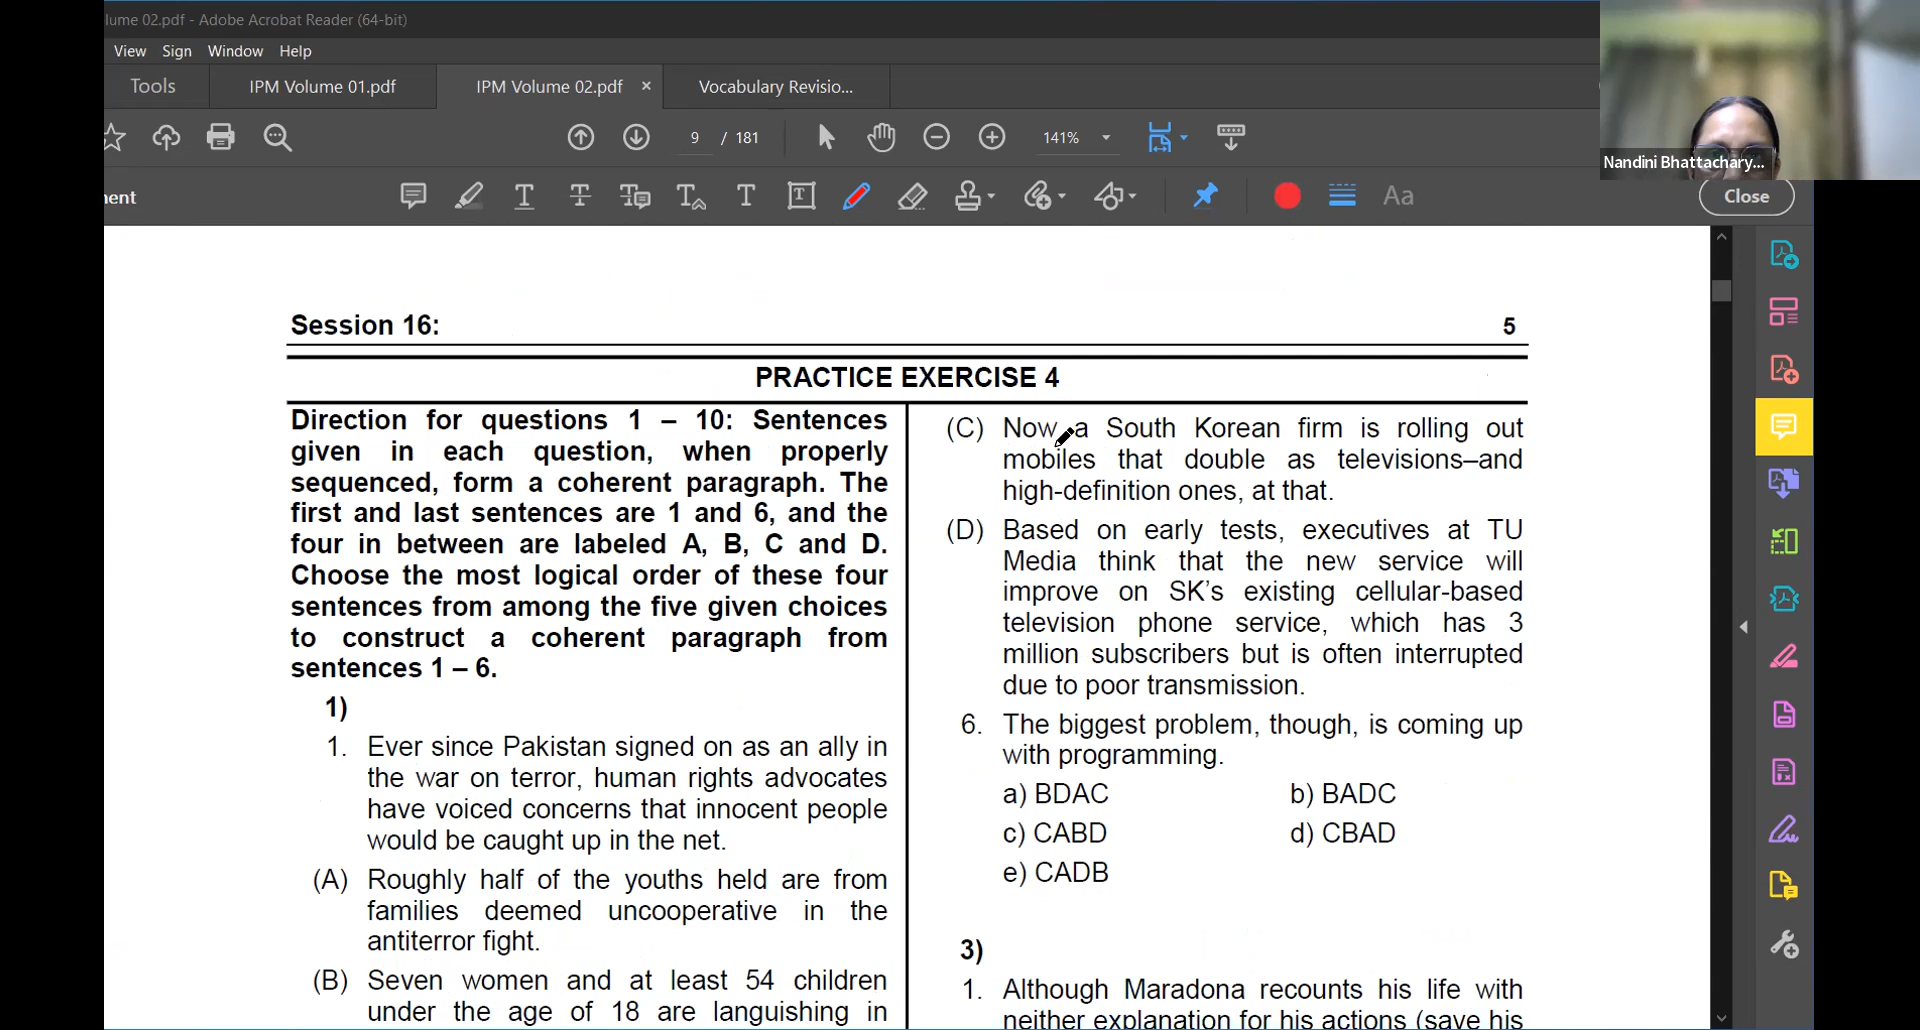 lume 02.pdf - Adobe Acrobat Reader (64-bit)
View Sign Window Help
Tools IPM Volume 01.pdf IPM Volume 02.pdf × Vocabulary Revisio...
9 / 181 141%
Nandini Bhattachary...
ent Aa Close
Session 16: 5
PRACTICE EXERCISE 4
Direction for questions 1 – 10: Sentences
given in each question, when properly
sequenced, form a coherent paragraph. The
first and last sentences are 1 and 6, and the
four in between are labeled A, B, C and D.
Choose the most logical order of these four
sentences from among the five given choices
to construct a coherent paragraph from
sentences 1 – 6.
1)
1. Ever since Pakistan signed on as an ally in
the war on terror, human rights advocates
have voiced concerns that innocent people
would be caught up in the net.
(A) Roughly half of the youths held are from
families deemed uncooperative in the
antiterror fight.
(B) Seven women and at least 54 children
under the age of 18 are languishing in
(C) Now a South Korean firm is rolling out
mobiles that double as televisions–and
high-definition ones, at that.
(D) Based on early tests, executives at TU
Media think that the new service will
improve on SK's existing cellular-based
television phone service, which has 3
million subscribers but is often interrupted
due to poor transmission.
6. The biggest problem, though, is coming up
with programming.
a) BDAC b) BADC
c) CABD d) CBAD
e) CADB
3)
1. Although Maradona recounts his life with
neither explanation for his actions (save his